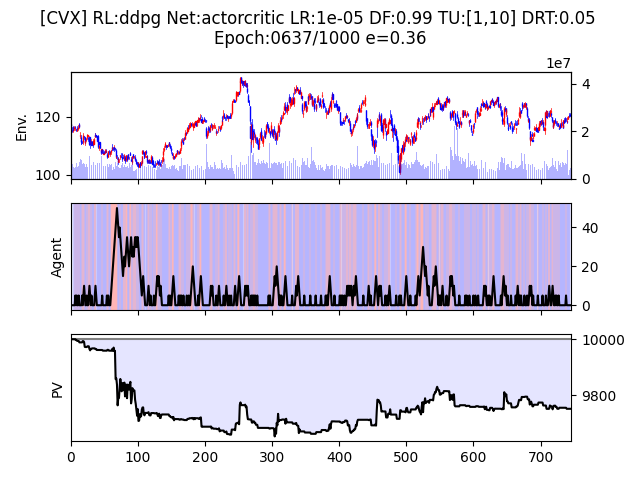 [CVX] RL:ddpg Net:actorcritic LR:1e-05 DF:0.99 TU:[1,10] DRT:0.05
Epoch:0637/1000 e=0.36
1e7
Env.
120
100
4
2
0
Agent
40
20
0
PV
10000
9800
0 100 200 300 400 500 600 700